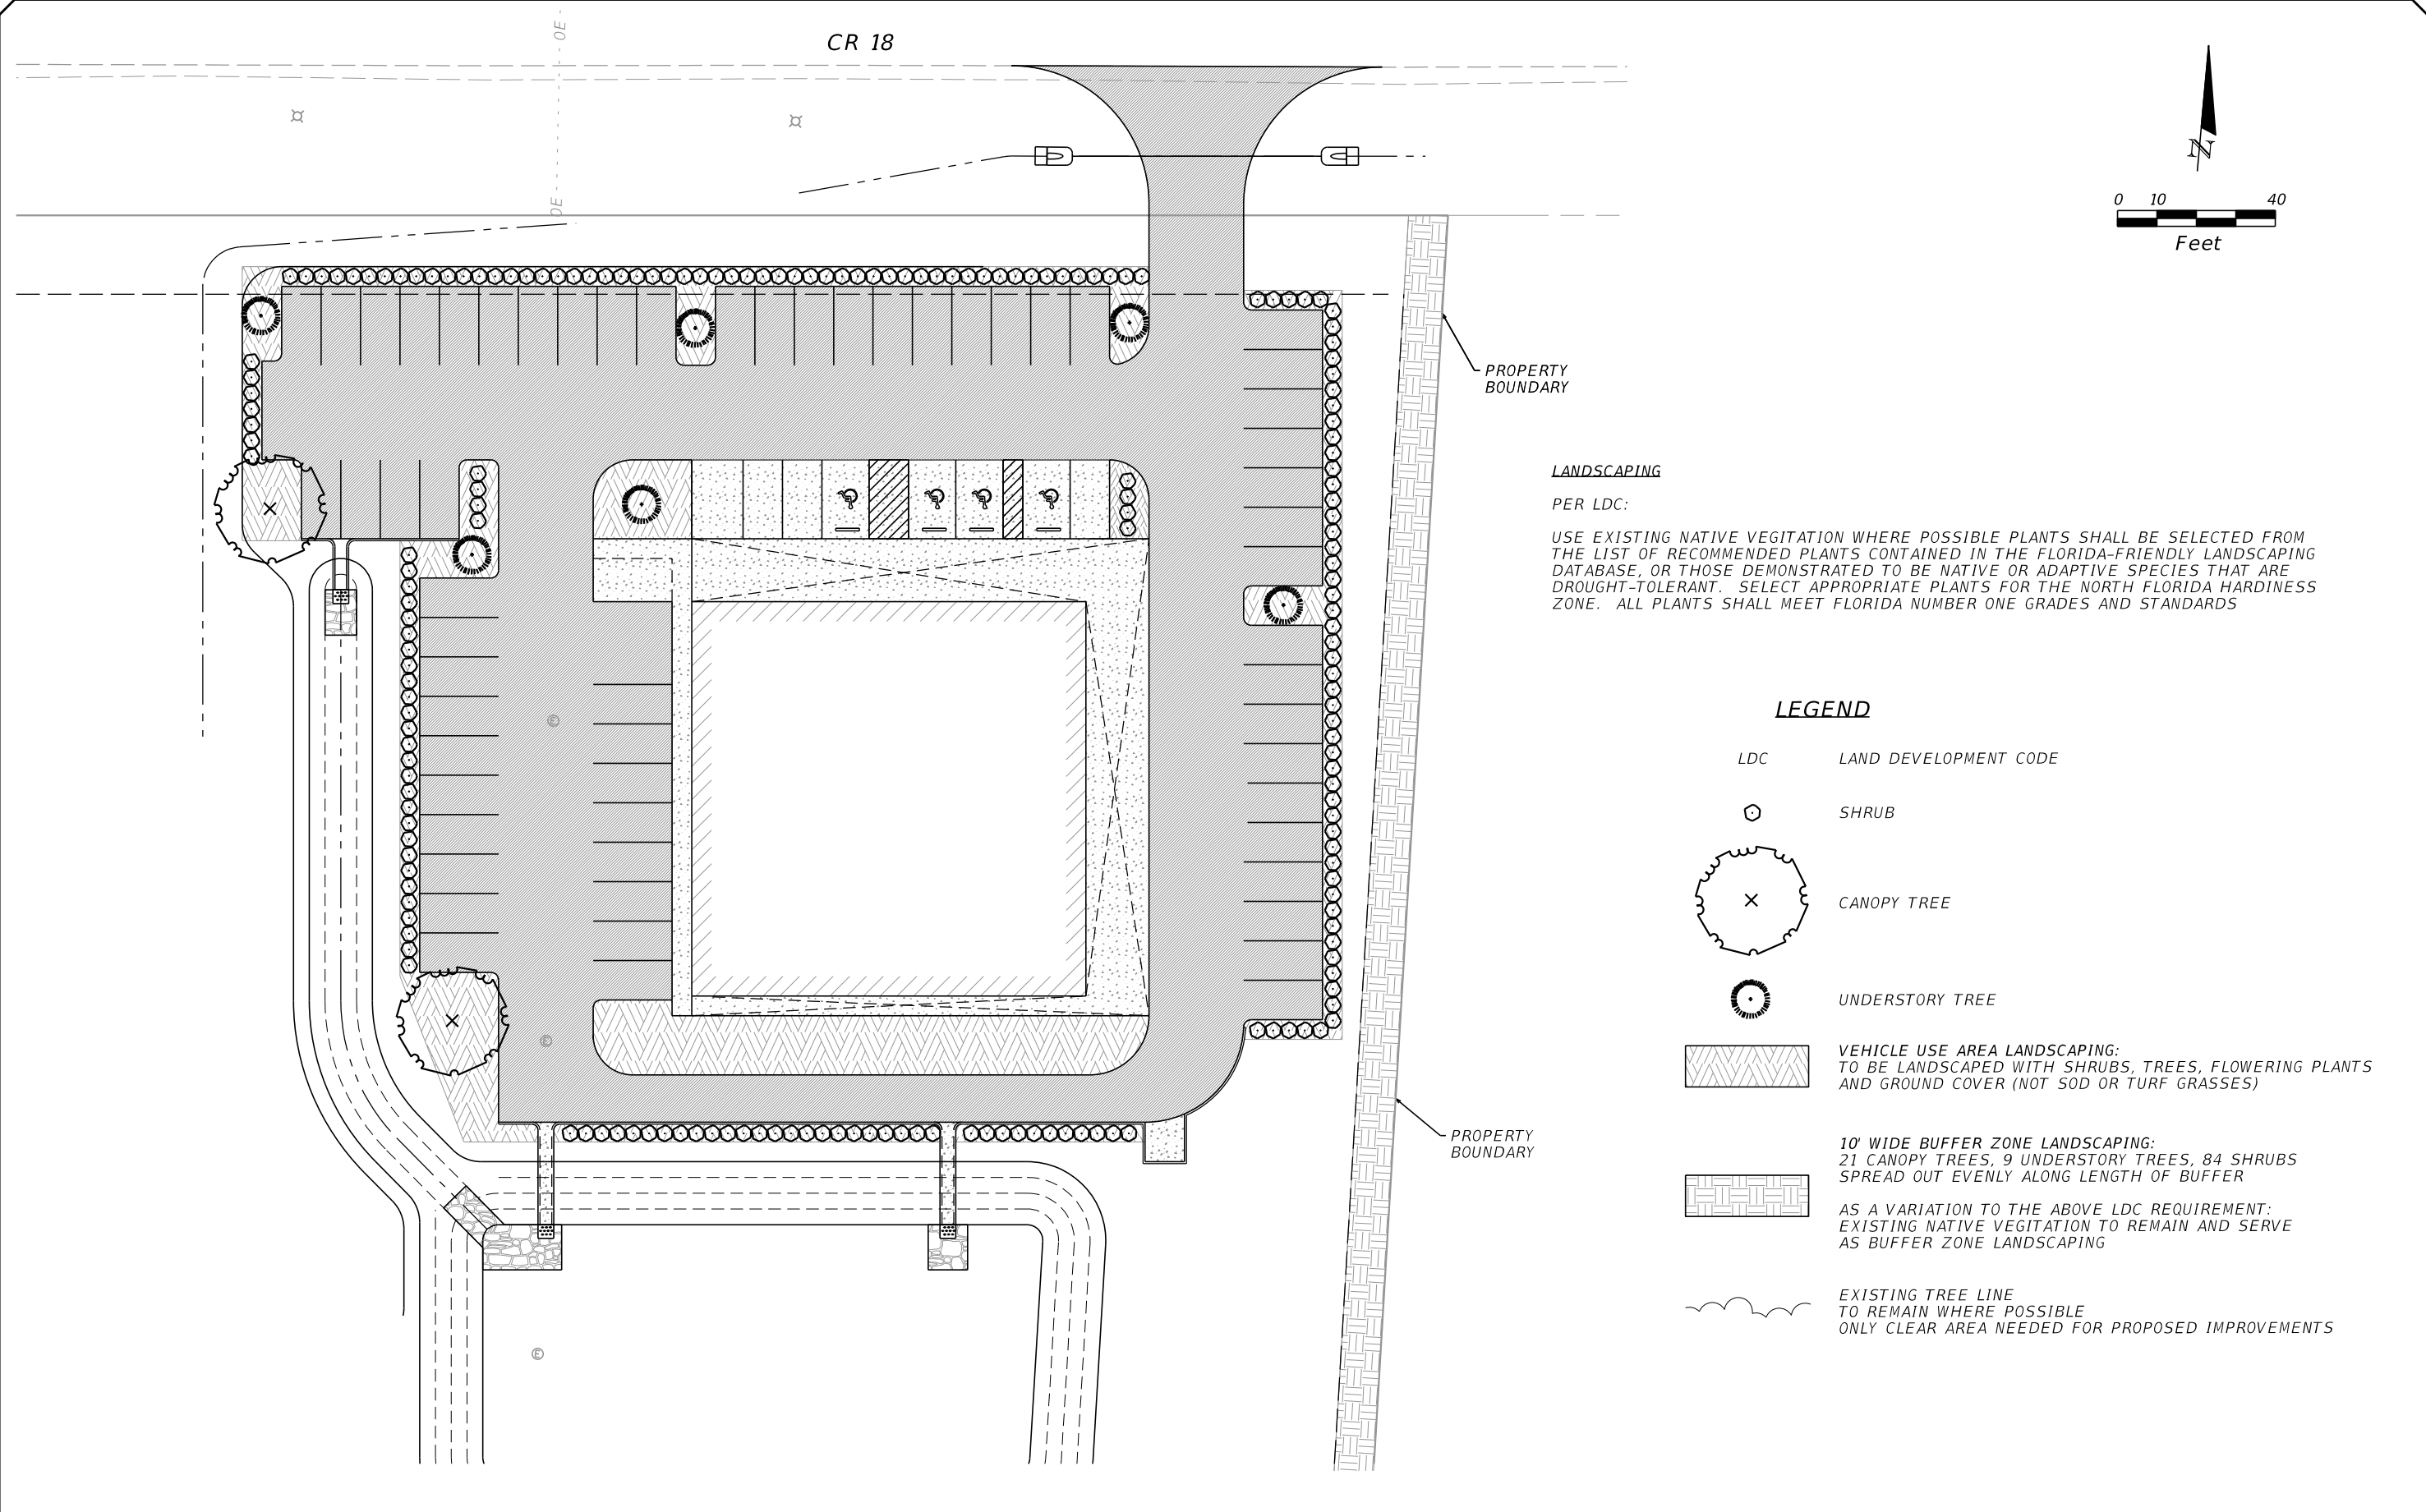 OE
CR 18
OE
N
0 10 40
Feet
PROPERTY
BOUNDARY
LANDSCAPING
PER LDC:
USE EXISTING NATIVE VEGITATION WHERE POSSIBLE PLANTS SHALL BE SELECTED FROM
THE LIST OF RECOMMENDED PLANTS CONTAINED IN THE FLORIDA-FRIENDLY LANDSCAPING
DATABASE, OR THOSE DEMONSTRATED TO BE NATIVE OR ADAPTIVE SPECIES THAT ARE
DROUGHT-TOLERANT. SELECT APPROPRIATE PLANTS FOR THE NORTH FLORIDA HARDINESS
ZONE. ALL PLANTS SHALL MEET FLORIDA NUMBER ONE GRADES AND STANDARDS
LEGEND
LDC LAND DEVELOPMENT CODE
SHRUB
CANOPY TREE
UNDERSTORY TREE
VEHICLE USE AREA LANDSCAPING:
TO BE LANDSCAPED WITH SHRUBS, TREES, FLOWERING PLANTS
AND GROUND COVER (NOT SOD OR TURF GRASSES)
PROPERTY
BOUNDARY
10' WIDE BUFFER ZONE LANDSCAPING:
21 CANOPY TREES, 9 UNDERSTORY TREES, 84 SHRUBS
SPREAD OUT EVENLY ALONG LENGTH OF BUFFER
AS A VARIATION TO THE ABOVE LDC REQUIREMENT:
EXISTING NATIVE VEGITATION TO REMAIN AND SERVE
AS BUFFER ZONE LANDSCAPING
EXISTING TREE LINE
TO REMAIN WHERE POSSIBLE
ONLY CLEAR AREA NEEDED FOR PROPOSED IMPROVEMENTS